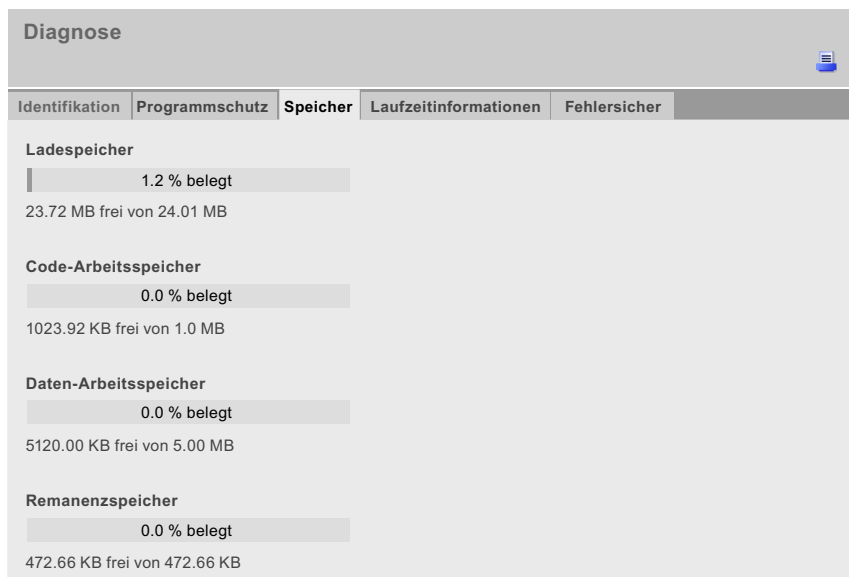 Diagnose
Identifikation Programmschutz Speicher Laufzeitinformationen Fehlersicher
Ladespeicher
1.2 % belegt
23.72 MB frei von 24.01 MB
Code-Arbeitsspeicher
0.0 % belegt
1023.92 KB frei von 1.0 MB
Daten-Arbeitsspeicher
0.0 % belegt
5120.00 KB frei von 5.00 MB
Remanenzspeicher
0.0 % belegt
472.66 KB frei von 472.66 KB